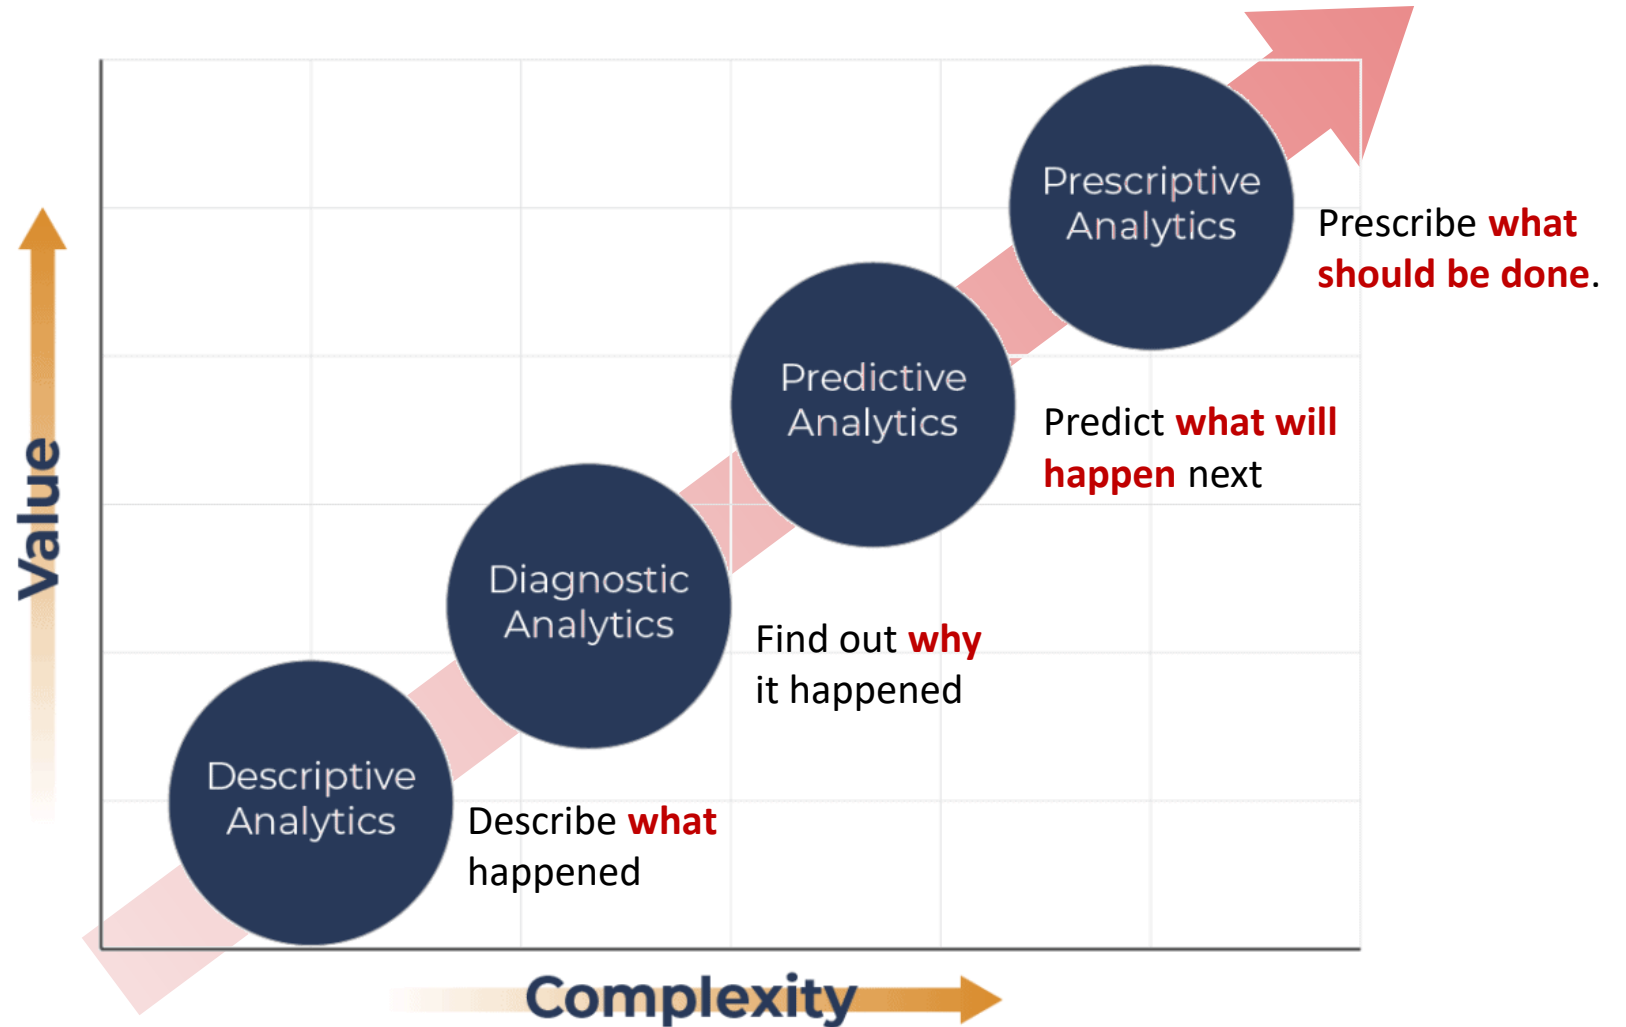 Prescriptive
Analytics
Prescribe what
should be done.
Predictive
Analytics
Predict what will
happen next
Value
Diagnostic
Analytics
Find out why
it happened
Descriptive
Analytics
Describe what
happened
Complexity